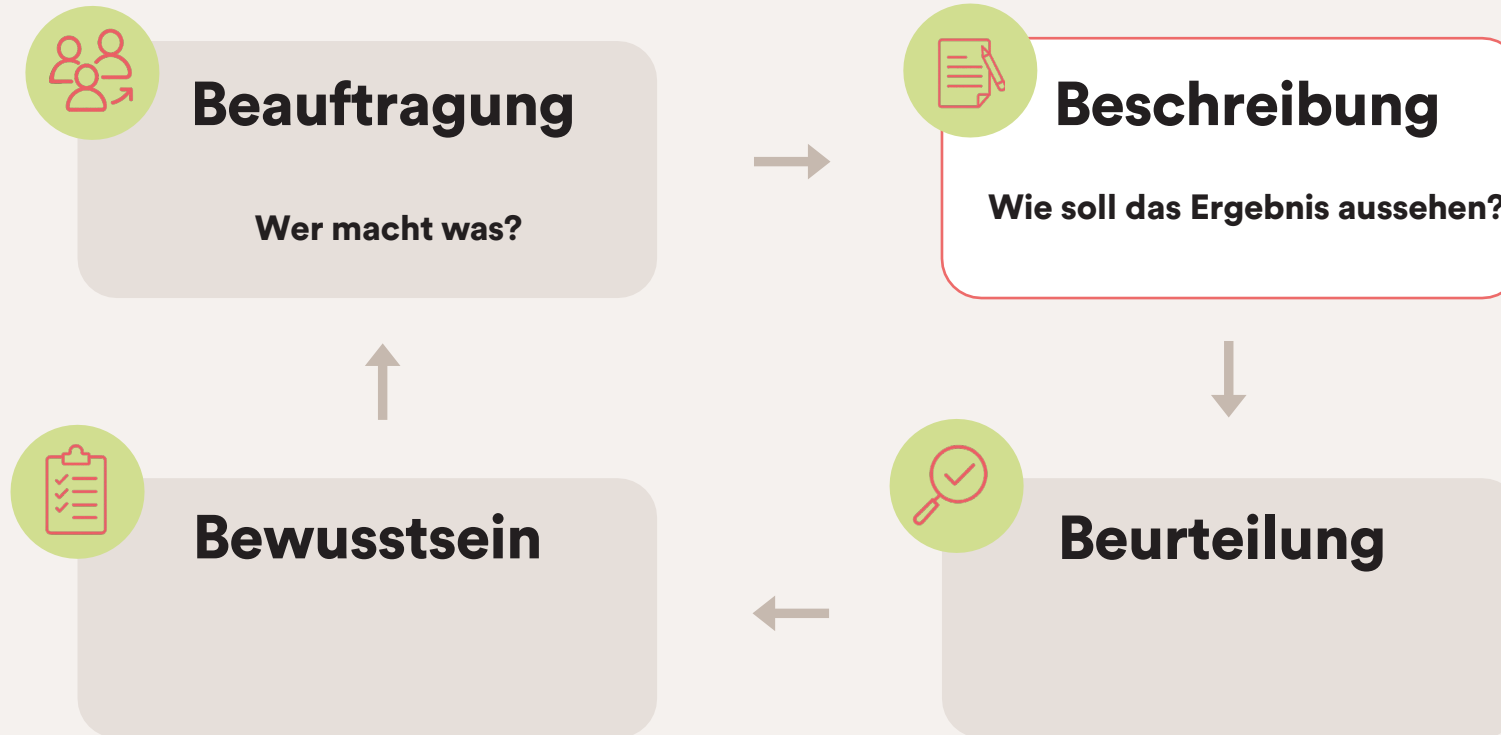 Beauftragung
Wer macht was?
Beschreibung
Wie soll das Ergebnis aussehen?
Bewusstsein
Beurteilung